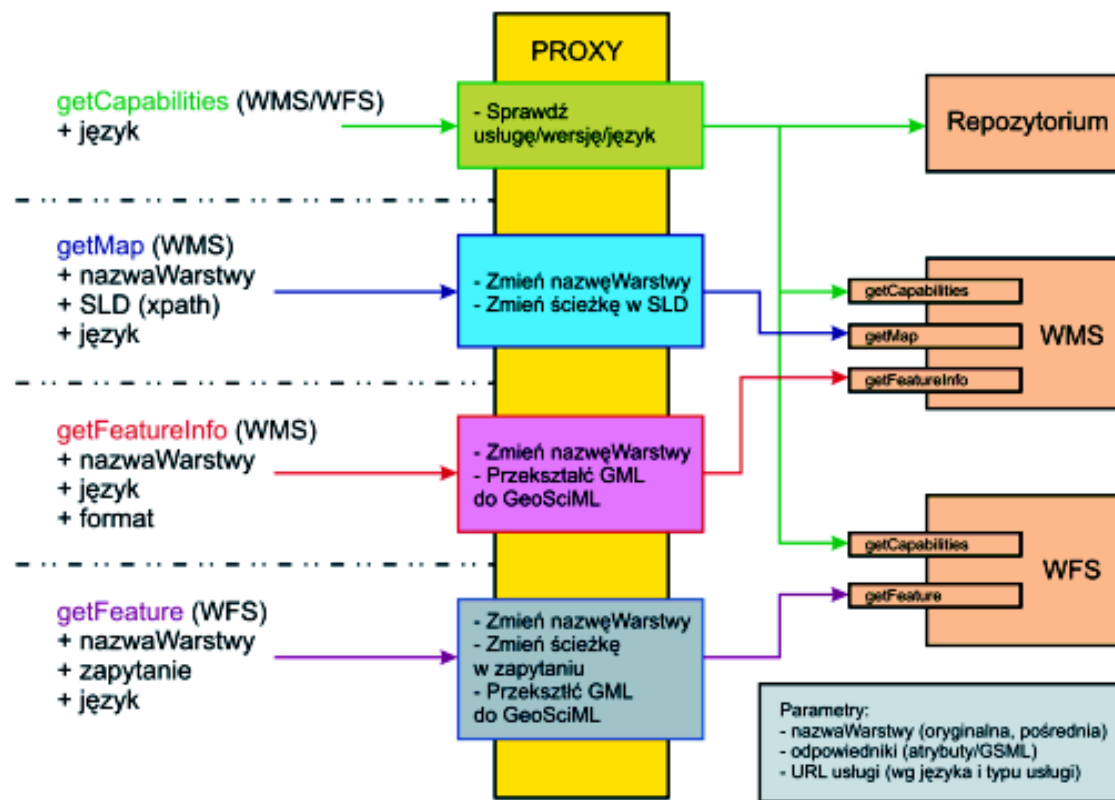 PROXY
getCapabilities (WMS/WFS)
+ język
- Sprawdź
usługę/wersję/język
Repozytorium
getMap (WMS)
+ nazwaWarstwy
+ SLD (xpath)
+ język
- Zmień nazwęWarstwy
- Zmień ścieżkę w SLD
getCapabilities
getMap
getFeatureInfo
WMS
getFeatureInfo (WMS)
+ nazwaWarstwy
+ język
+ format
- Zmień nazwęWarstwy
- Przekształć GML
do GeoSciML
getFeature (WFS)
+ nazwaWarstwy
+ zapytanie
+ język
- Zmień nazwęWarstwy
- Zmień ścieżkę
w zapytaniu
- Przeksztłć GML
do GeoSciML
getCapabilities
getFeature
WFS
Parametry:
- nazwaWarstwy (oryginalna, pośrednia)
- odpowiedniki (atrybuty/GSML)
- URL usługi (wg języka i typu usługi)